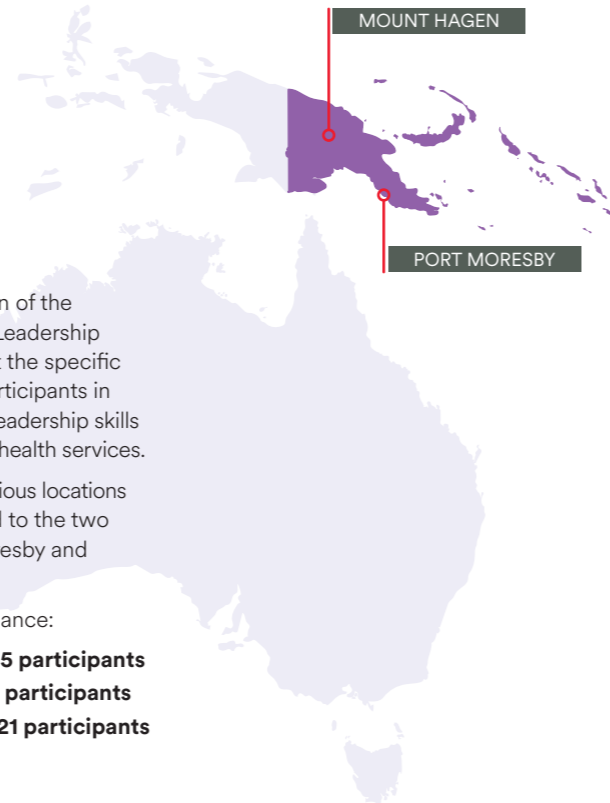 MOUNT HAGEN
PORT MORESBY
n of the
Leadership
the specific
rticipants in
eadership skills
health services.
ious locations
to the two
esby and
ance:
5 participants
participants
21 participants